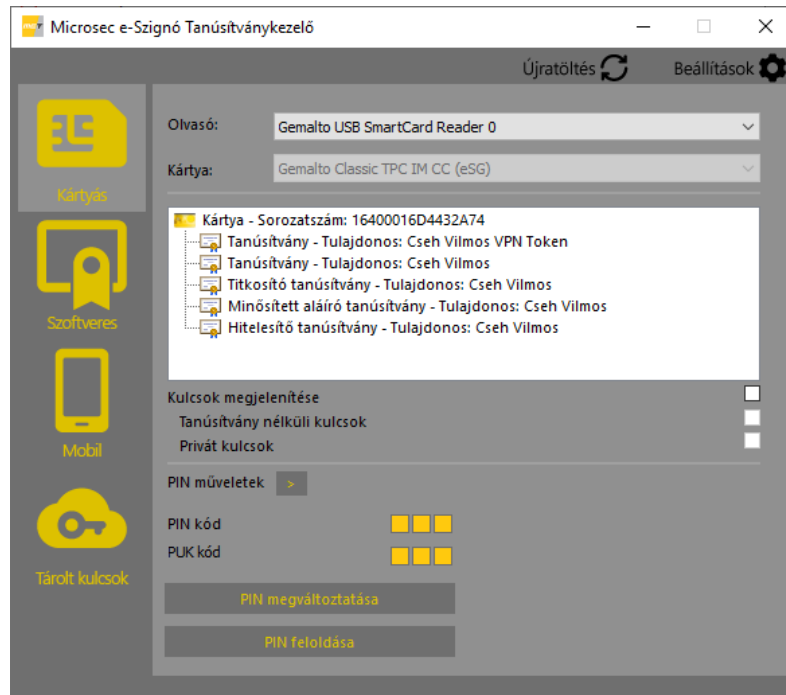 Microsec e-Szignó Tanúsítványkezelő
Újratöltés
Beállítások
Kártyás
Szoftveres
Mobil
Tárolt kulcsok
Olvasó:
Gemalto USB SmartCard Reader 0
Kártya:
Gemalto Classic TPC IM CC (eSG)
Kártya - Sorozatszám: 16400016D4432A74
Tanúsítvány - Tulajdonos: Cseh Vilmos VPN Token
Tanúsítvány - Tulajdonos: Cseh Vilmos
Titkosító tanúsítvány - Tulajdonos: Cseh Vilmos
Minősített aláíró tanúsítvány - Tulajdonos: Cseh Vilmos
Hitelesítő tanúsítvány - Tulajdonos: Cseh Vilmos
Kulcsok megjelenítése
Tanúsítvány nélküli kulcsok
Privát kulcsok
PIN műveletek >
PIN kód
PUK kód
PIN megváltoztatása
PIN feloldása